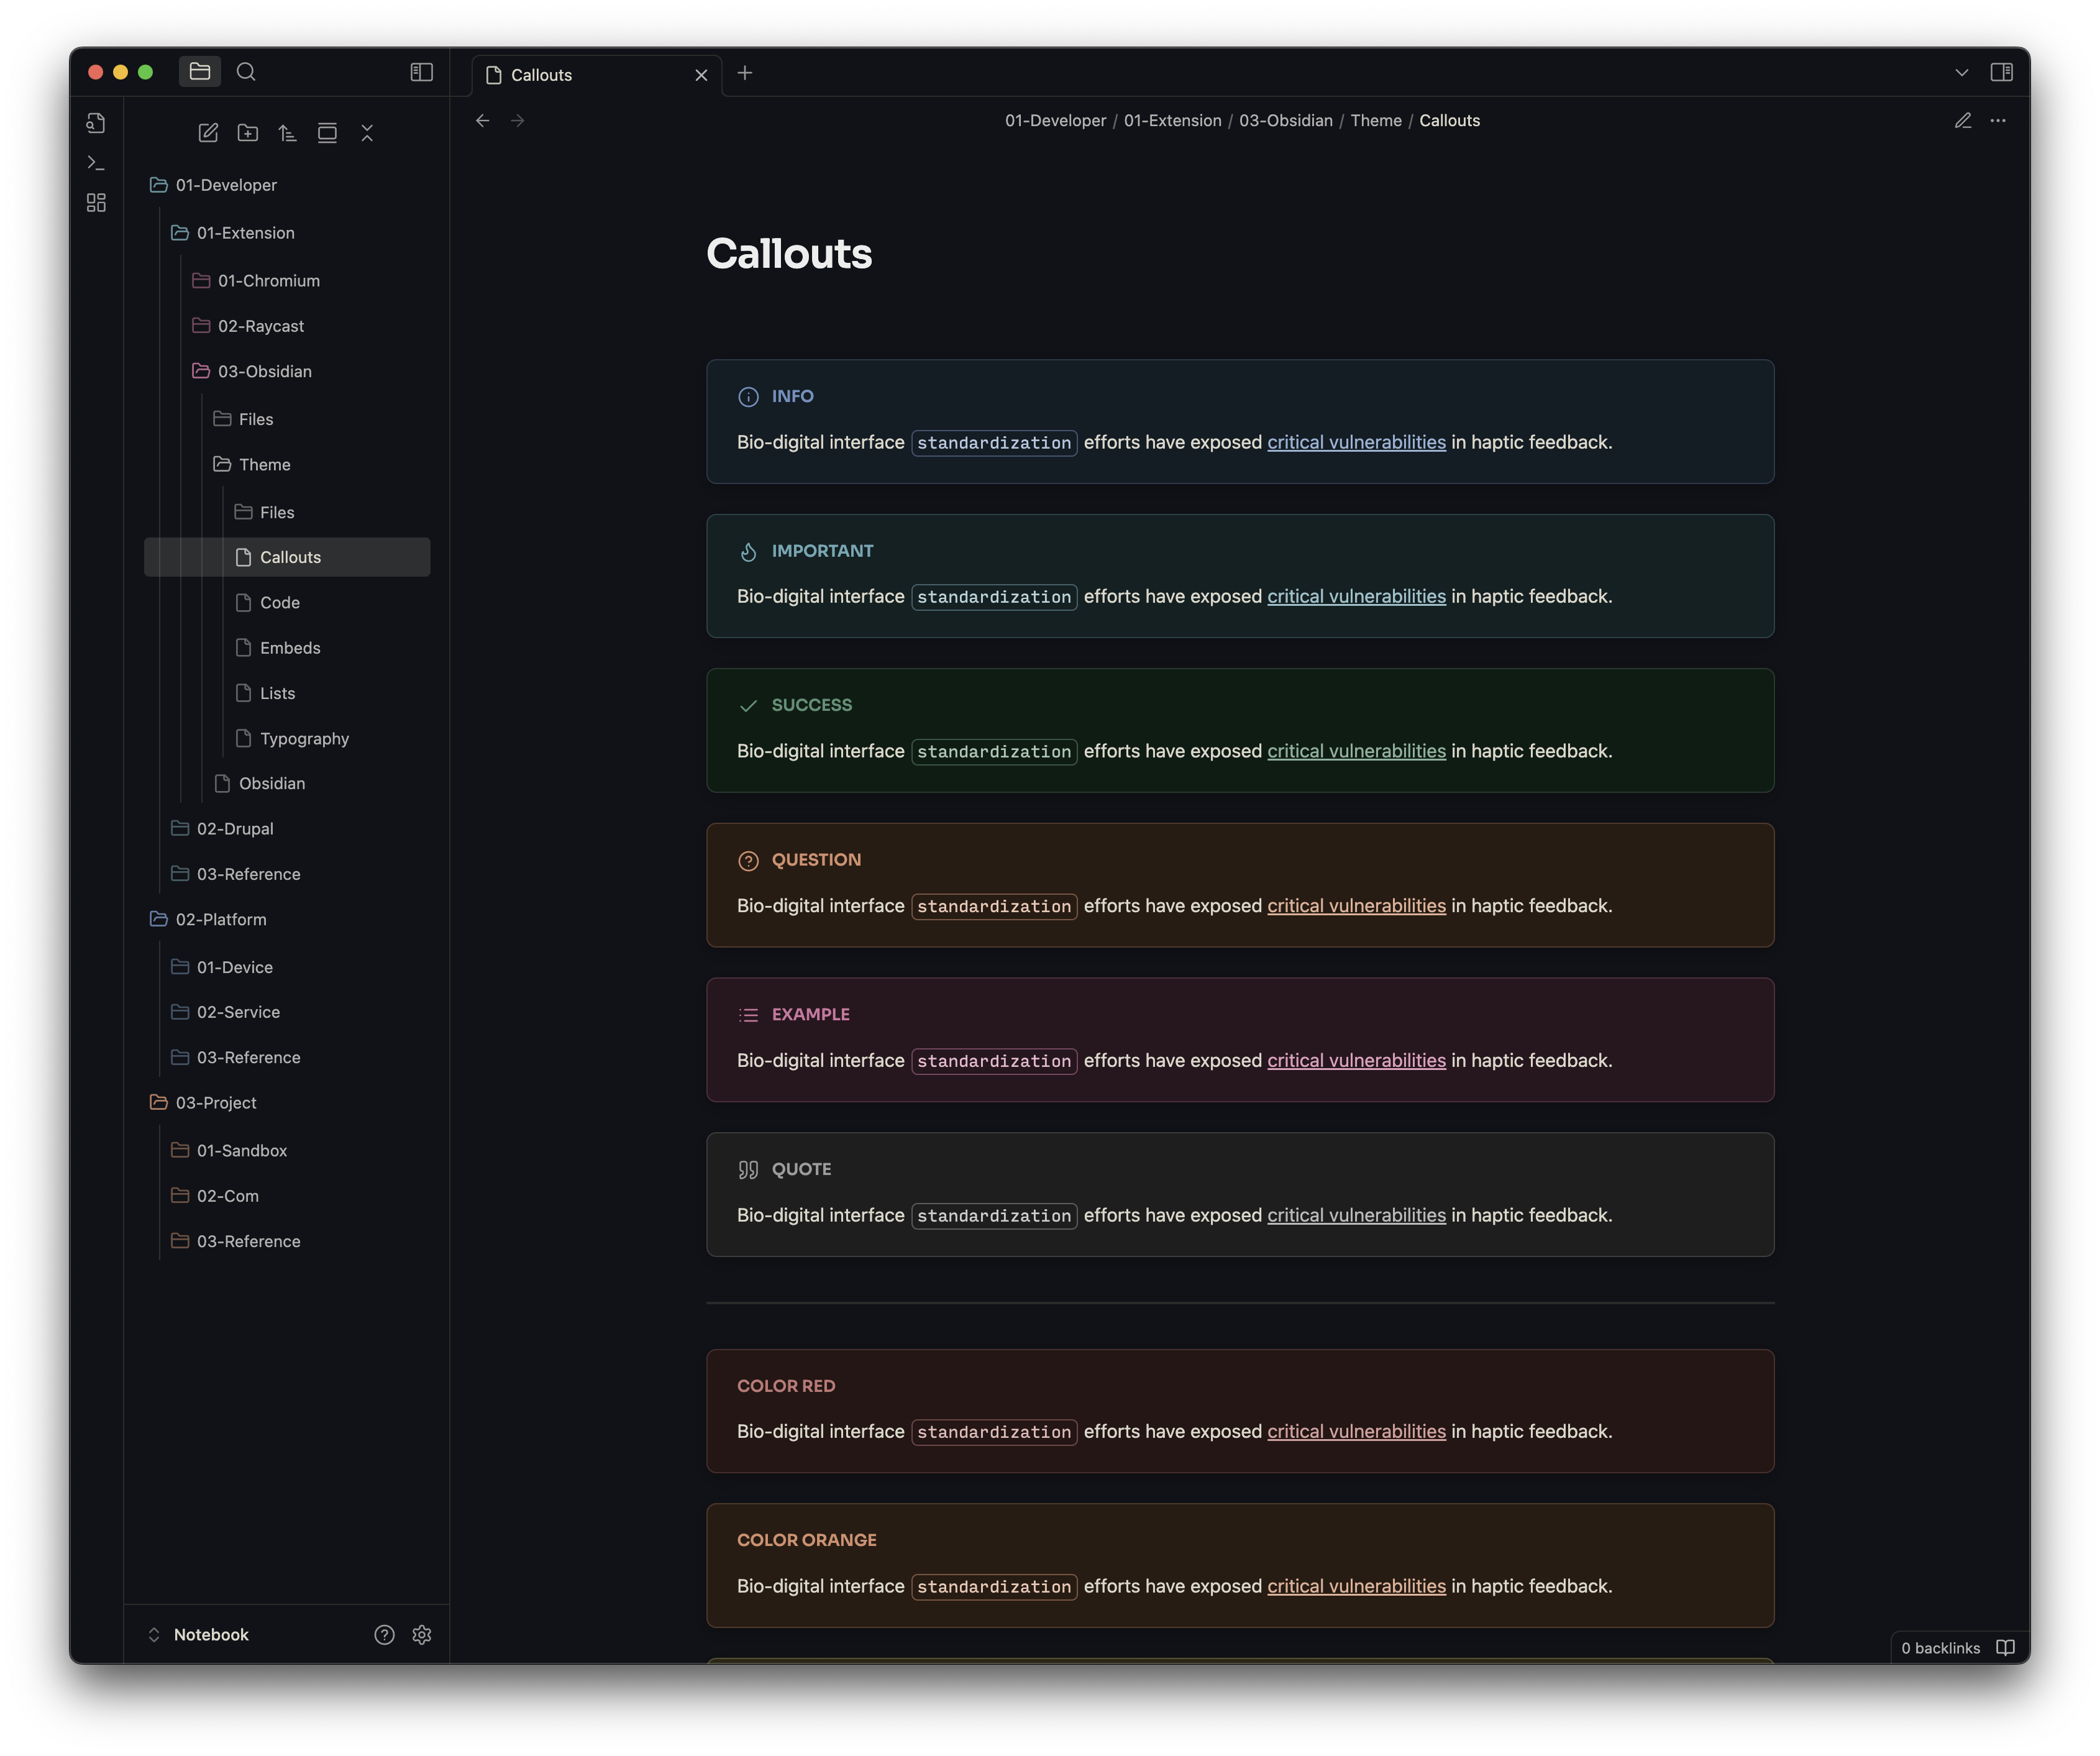 Callouts
01-Developer / 01-Extension / 03-Obsidian / Theme / Callouts
01-Developer
01-Extension
01-Chromium
02-Raycast
03-Obsidian
Files
Theme
Files
Callouts
Code
Embeds
Lists
Typography
Obsidian
02-Drupal
03-Reference
02-Platform
01-Device
02-Service
03-Reference
03-Project
01-Sandbox
02-Com
03-Reference
Notebook
Callouts
INFO
Bio-digital interface standardization efforts have exposed critical vulnerabilities in haptic feedback.
IMPORTANT
Bio-digital interface standardization efforts have exposed critical vulnerabilities in haptic feedback.
SUCCESS
Bio-digital interface standardization efforts have exposed critical vulnerabilities in haptic feedback.
QUESTION
Bio-digital interface standardization efforts have exposed critical vulnerabilities in haptic feedback.
EXAMPLE
Bio-digital interface standardization efforts have exposed critical vulnerabilities in haptic feedback.
QUOTE
Bio-digital interface standardization efforts have exposed critical vulnerabilities in haptic feedback.
COLOR RED
Bio-digital interface standardization efforts have exposed critical vulnerabilities in haptic feedback.
COLOR ORANGE
Bio-digital interface standardization efforts have exposed critical vulnerabilities in haptic feedback.
0 backlinks